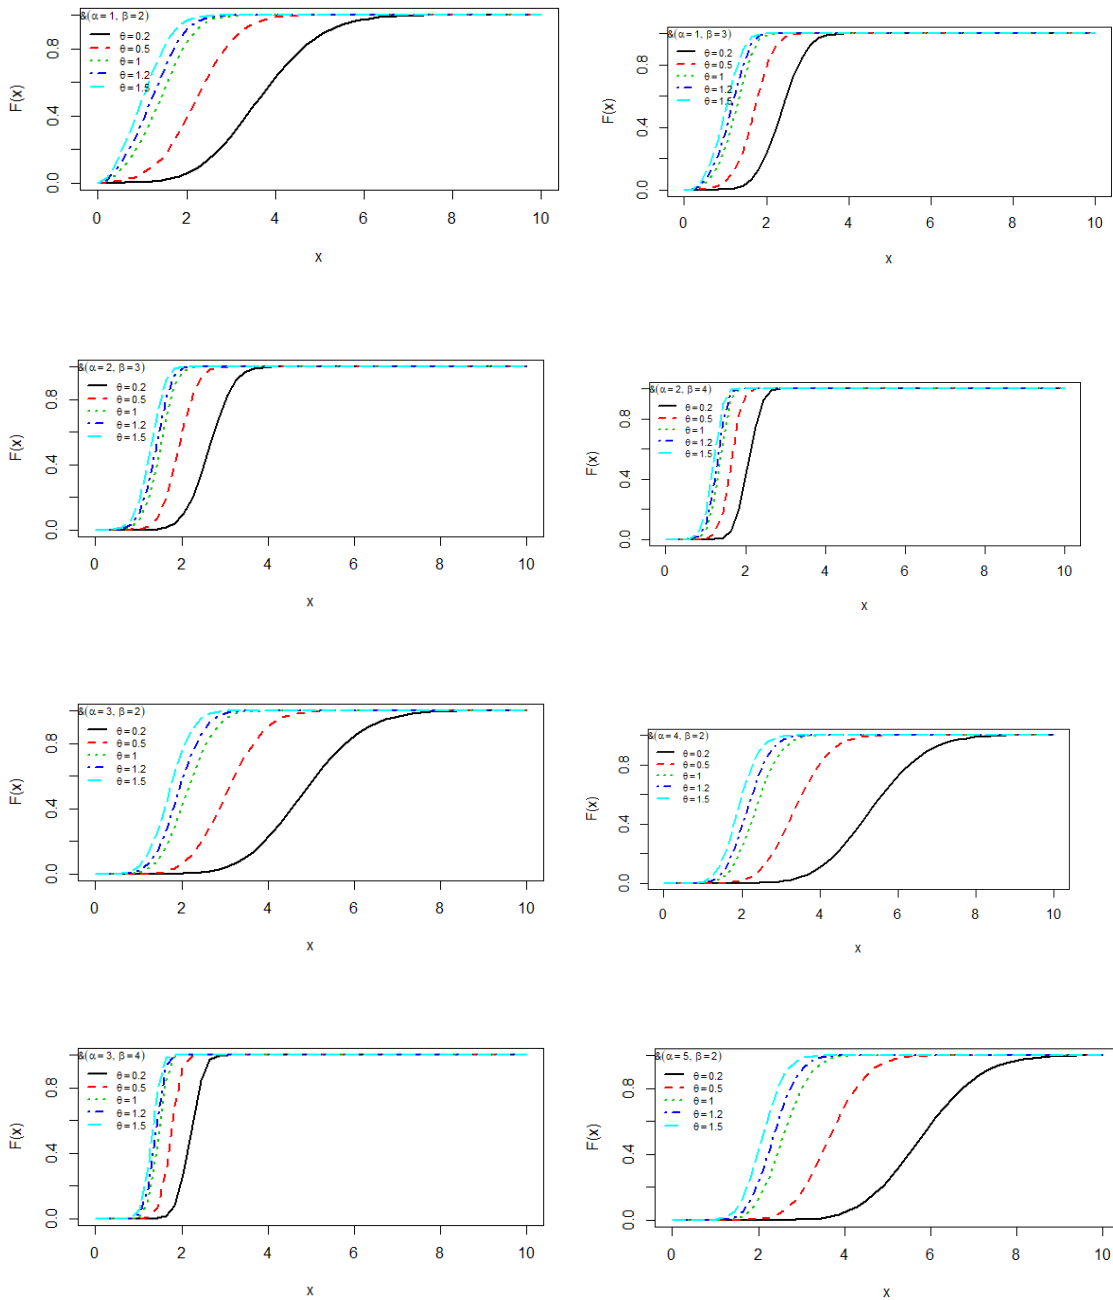 &(α=1, β=2)
θ=0.2
θ=0.5
θ=1
θ=1.2
θ=1.5
F(x)
0.0
0.4
0.8
0 2 4 6 8 10
x
&(α=1, β=3)
θ=0.2
θ=0.5
θ=1
θ=1.2
θ=1.5
F(x)
0.0
0.4
0.8
0 2 4 6 8 10
x
&(α=2, β=3)
θ=0.2
θ=0.5
θ=1
θ=1.2
θ=1.5
F(x)
0.0
0.4
0.8
0 2 4 6 8 10
x
&(α=2, β=4)
θ=0.2
θ=0.5
θ=1
θ=1.2
θ=1.5
F(x)
0.0
0.4
0.8
0 2 4 6 8 10
x
&(α=3, β=2)
θ=0.2
θ=0.5
θ=1
θ=1.2
θ=1.5
F(x)
0.0
0.4
0.8
0 2 4 6 8 10
x
&(α=4, β=2)
θ=0.2
θ=0.5
θ=1
θ=1.2
θ=1.5
F(x)
0.0
0.4
0.8
0 2 4 6 8 10
x
&(α=3, β=4)
θ=0.2
θ=0.5
θ=1
θ=1.2
θ=1.5
F(x)
0.0
0.4
0.8
0 2 4 6 8 10
x
&(α=5, β=2)
θ=0.2
θ=0.5
θ=1
θ=1.2
θ=1.5
F(x)
0.0
0.4
0.8
0 2 4 6 8 10
x